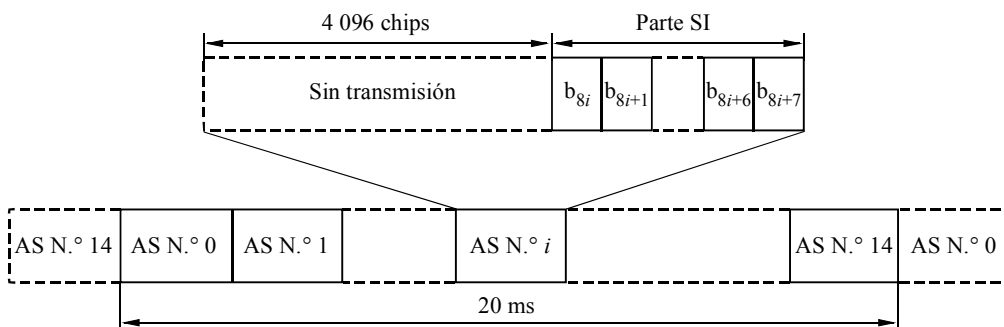 4 096 chips Parte SI
Sin transmisión b8i b8i+1 b8i+6 b8i+7
AS N.° 14 AS N.° 0 AS N.° 1 AS N.° i AS N.° 14 AS N.° 0
20 ms